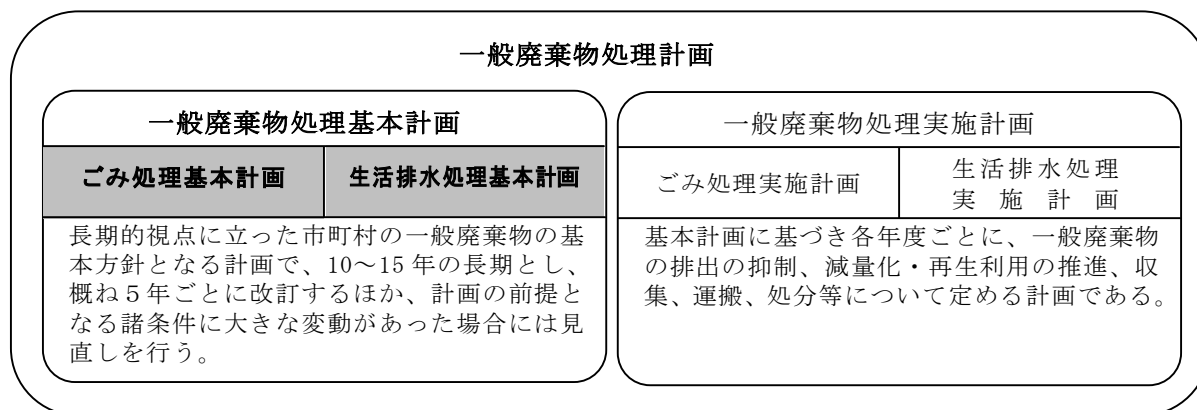 一般廃棄物処理計画
一般廃棄物処理基本計画
ごみ処理基本計画
生活排水処理基本計画
長期的視点に立った市町村の一般廃棄物の基
本方針となる計画で、10～15年の長期とし、
概ね5年ごとに改訂するほか、計画の前提と
なる諸条件に大きな変動があった場合には見
直しを行う。
一般廃棄物処理実施計画
ごみ処理実施計画
生活排水処理
実施計画
基本計画に基づき各年度ごとに、一般廃棄物
の排出の抑制、減量化・再生利用の推進、収
集、運搬、処分等について定める計画である。